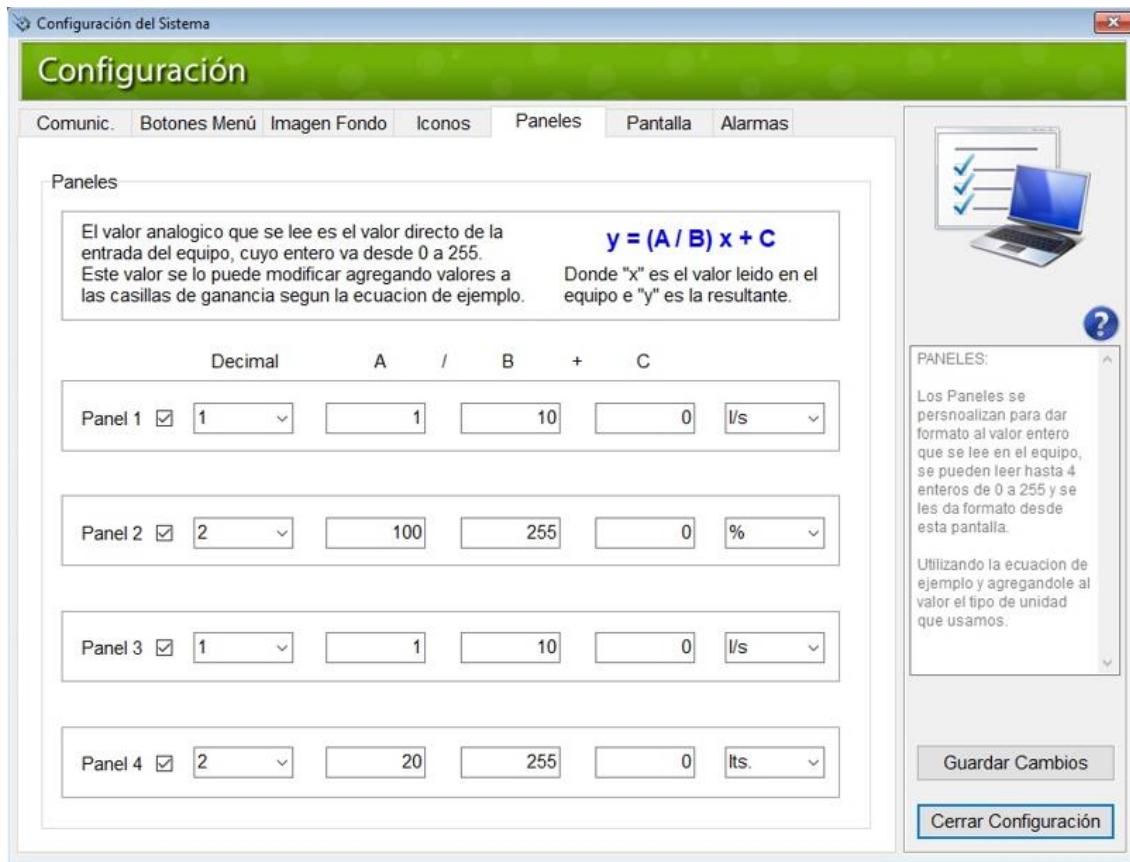 Configuración del Sistema
Configuración
Comunic. Botones Menú Imagen Fondo Iconos Paneles Pantalla Alarmas
Paneles
El valor analogico que se lee es el valor directo de la
entrada del equipo, cuyo entero va desde 0 a 255.
Este valor se lo puede modificar agregando valores a
las casillas de ganancia segun la ecuacion de ejemplo.
y = (A / B) x + C
Donde "x" es el valor leido en el
equipo e "y" es la resultante.
Decimal A / B + C
Panel 1 1 1 10 0 l/s
Panel 2 2 100 255 0 %
Panel 3 1 1 10 0 l/s
Panel 4 2 20 255 0 lts.
?
PANELES:
Los Paneles se
persnoalizan para dar
formato al valor entero
que se lee en el equipo,
se pueden leer hasta 4
enteros de 0 a 255 y se
les da formato desde
esta pantalla.
Utilizando la ecuacion de
ejemplo y agregandole al
valor el tipo de unidad
que usamos.
Guardar Cambios
Cerrar Configuración